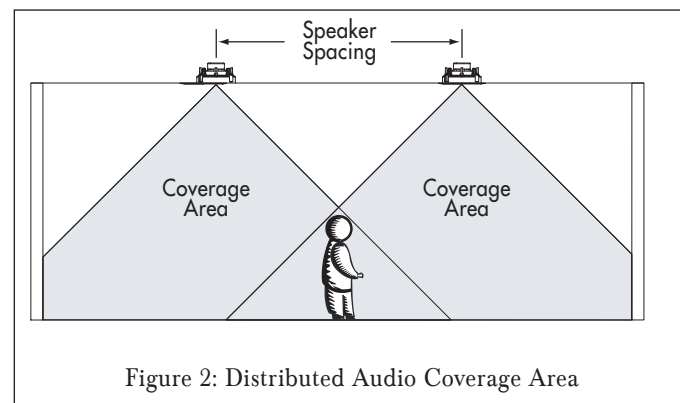 Speaker
Spacing
Coverage
Area
Coverage
Area
Figure 2: Distributed Audio Coverage Area